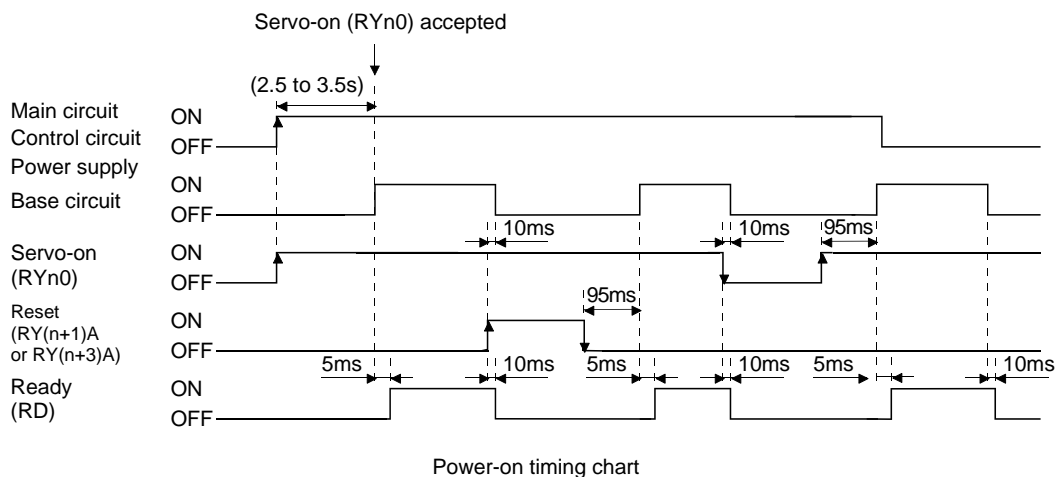 Servo-on (RYn0) accepted
(2.5 to 3.5s)
Main circuit
Control circuit
Power supply
ON
OFF
Base circuit
ON
OFF
10ms
10ms
95ms
Servo-on
(RYn0)
ON
OFF
95ms
Reset
(RY(n+1)A
or RY(n+3)A)
ON
OFF
5ms
10ms
5ms
10ms
5ms
10ms
Ready
(RD)
ON
OFF
Power-on timing chart